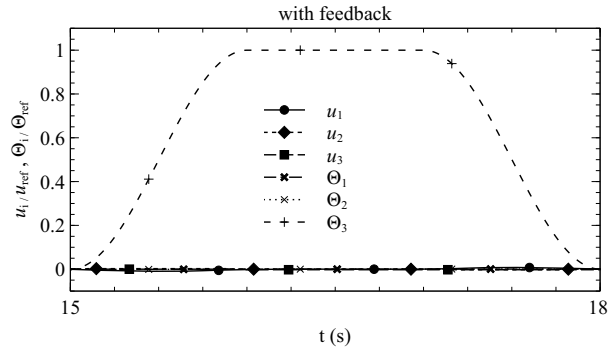 with feedback
u_i / u_ref , Θ_i / Θ_ref
1
0.8
0.6
0.4
0.2
0
u₁
u₂
u₃
Θ₁
Θ₂
Θ₃
15
18
t (s)